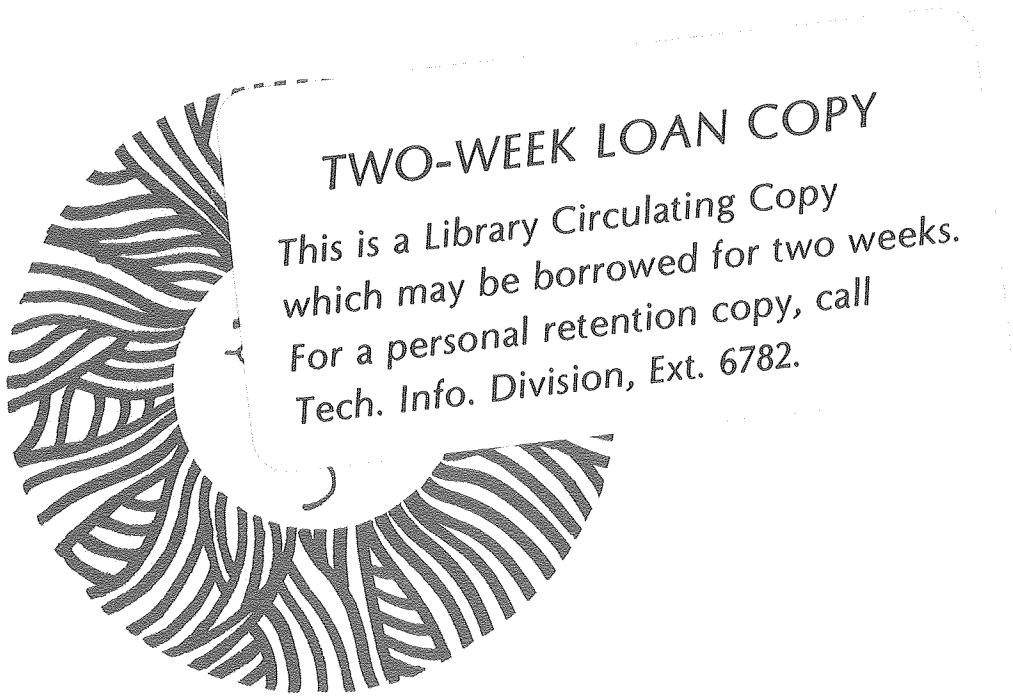 TWO-WEEK LOAN COPY
This is a Library Circulating Copy
which may be borrowed for two weeks.
For a personal retention copy, call
Tech. Info. Division, Ext. 6782.